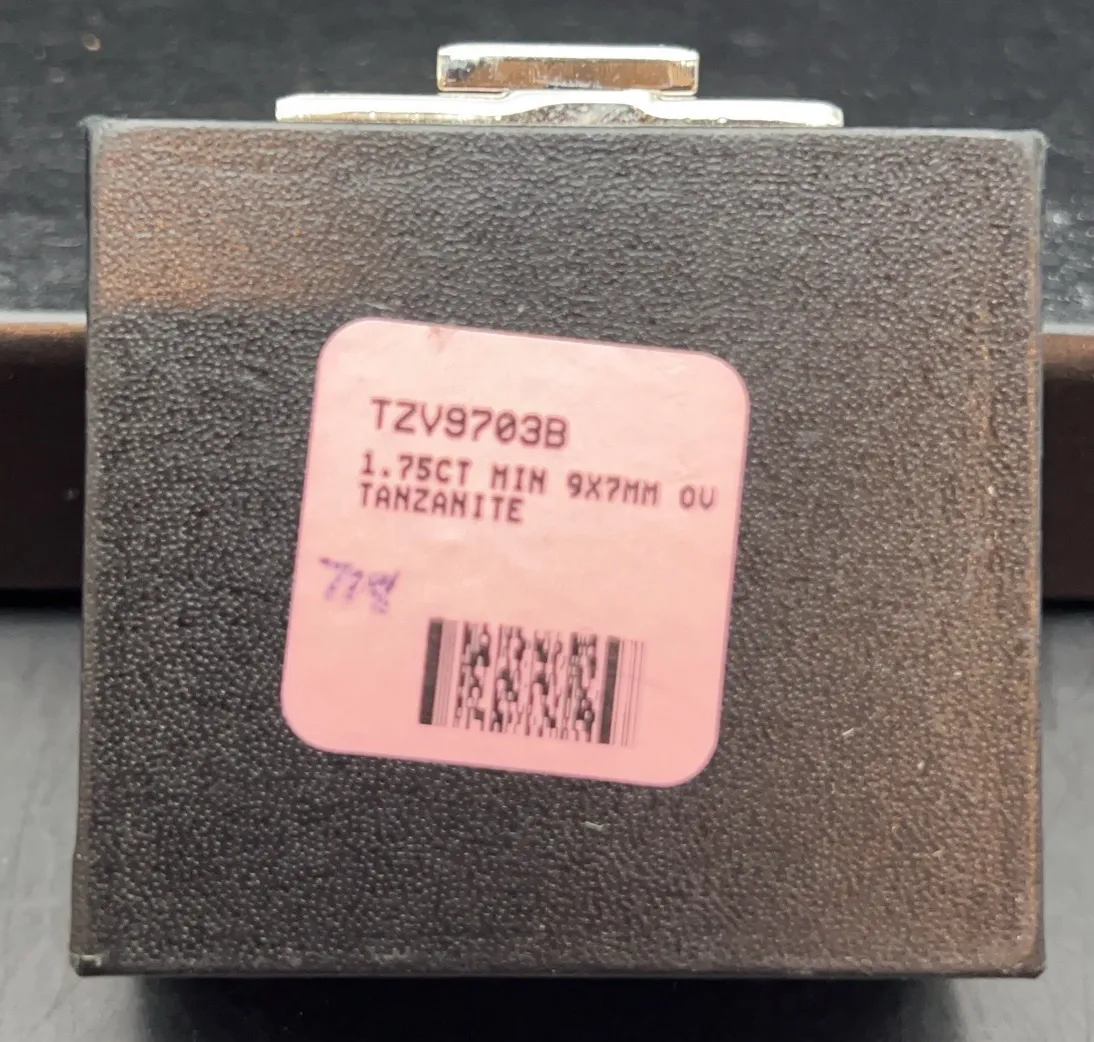 TZV9703B
1.75CT MIN 9X7MM OV
TANZANITE